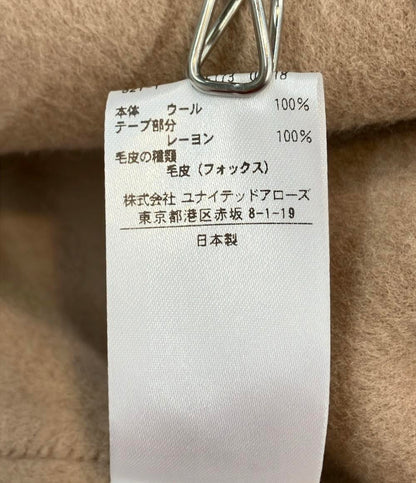 本体 ウール 100%
テープ部分
レーヨン 100%
毛皮の種類
毛皮(フォックス)
株式会社 ユナイテッドアローズ
東京都港区赤坂 8-1-19
日本製